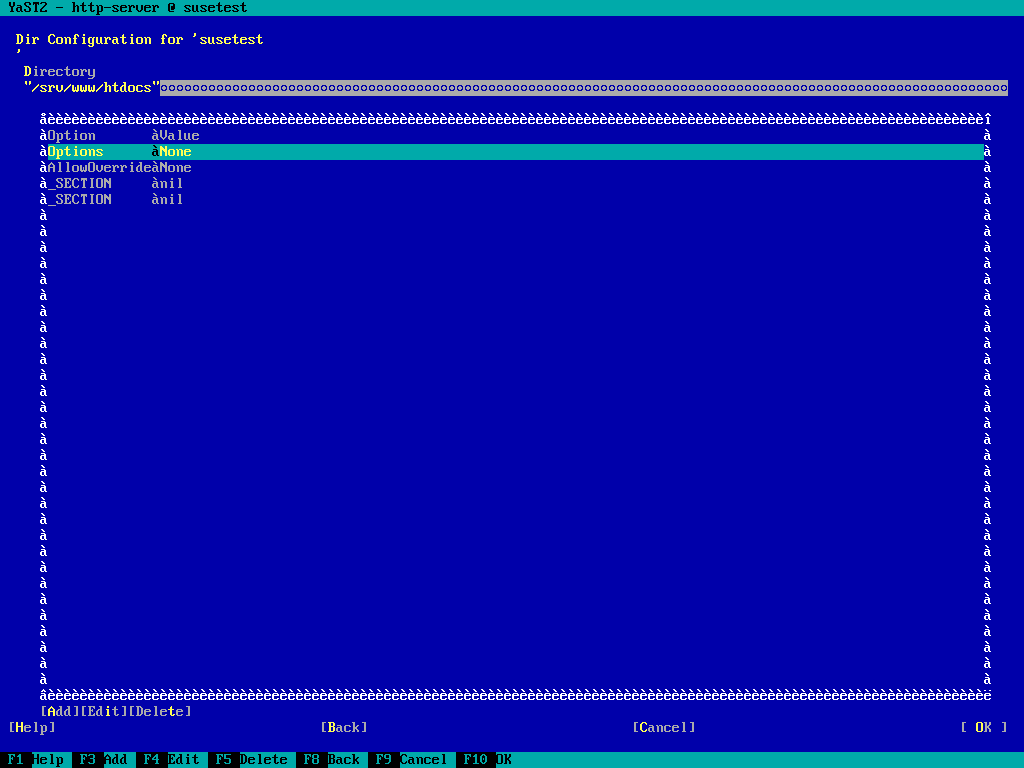 YaST2 - http-server @ susetest
Dir Configuration for 'susetest
'
Directory
"/srv/www/htdocs"
Option Value
Options None
AllowOverride None
_SECTION nil
_SECTION nil
[Add][Edit][Delete]
[Help] [Back] [Cancel] [ OK ]
F1 Help F3 Add F4 Edit F5 Delete F8 Back F9 Cancel F10 OK